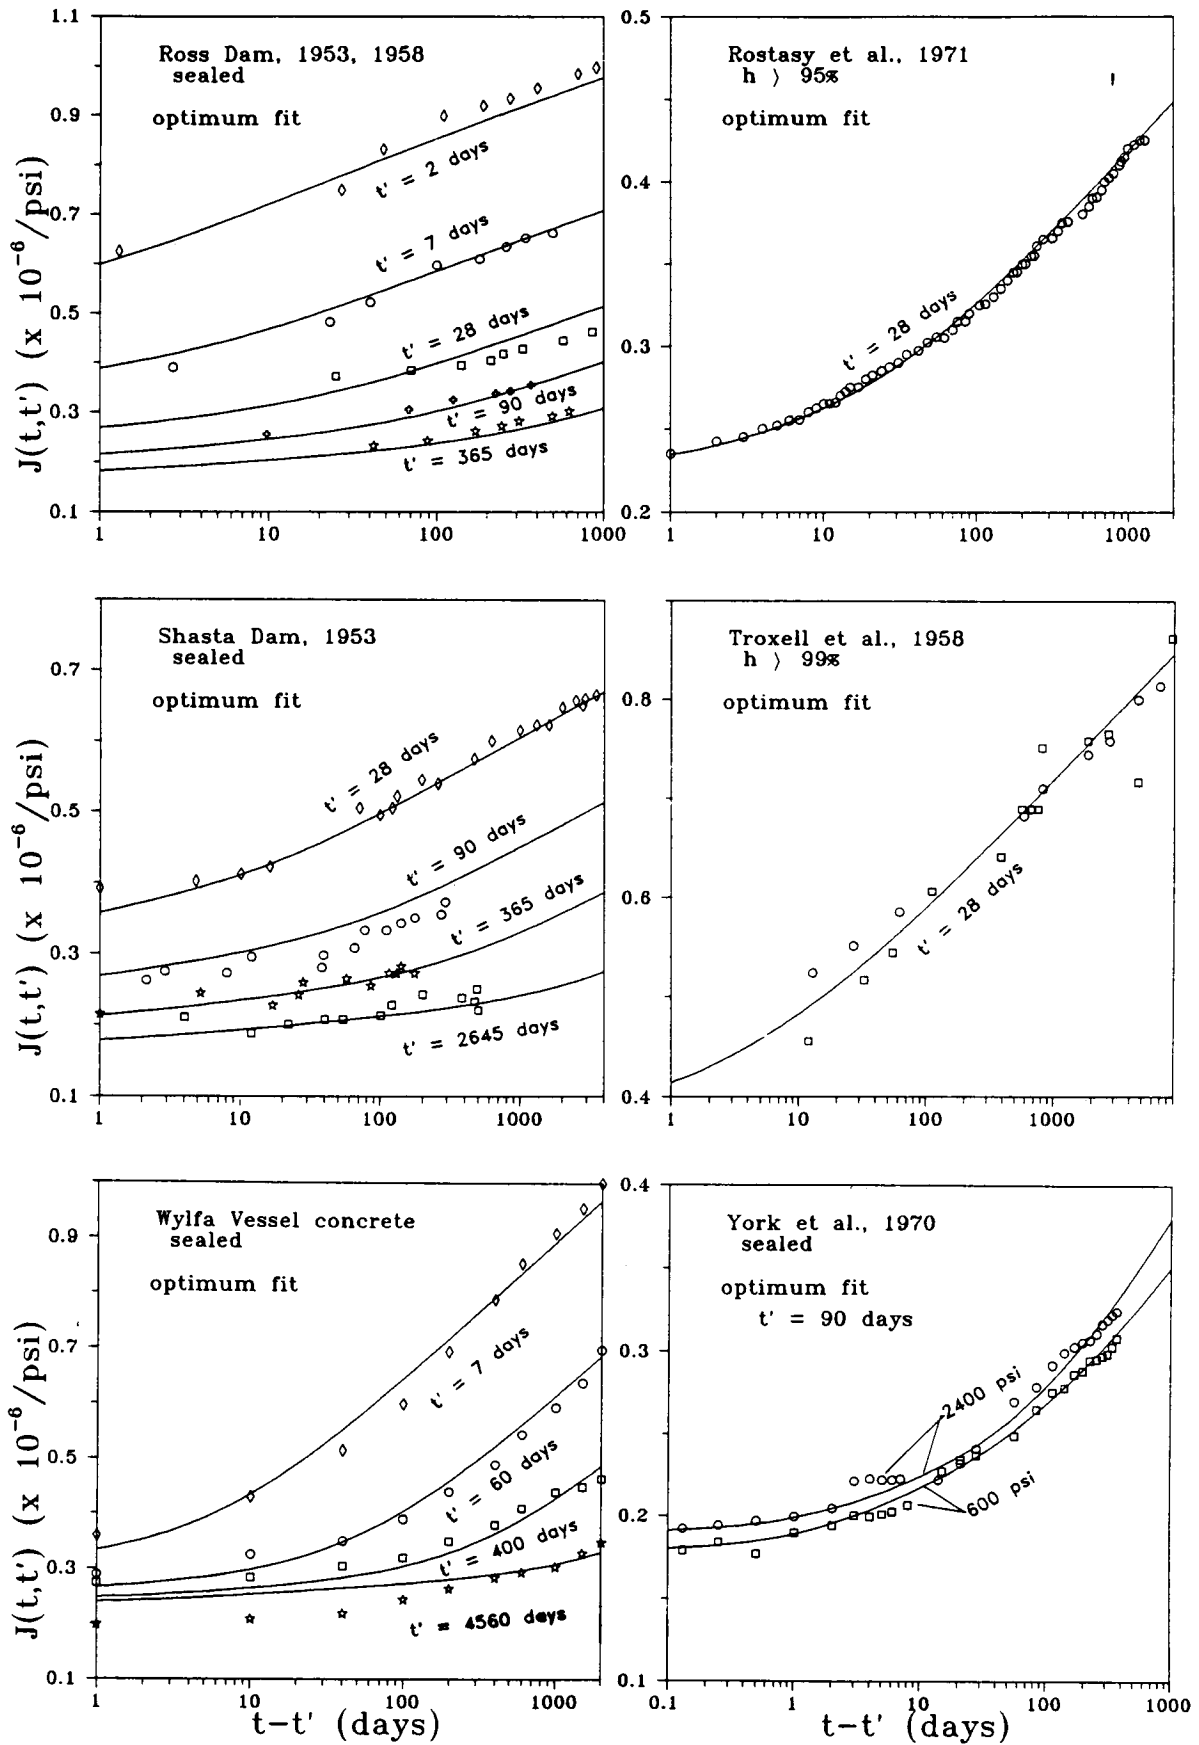 1.1
0.9
0.7
0.5
0.3
0.1
J(t,t') (x 10⁻⁶/psi)
Ross Dam, 1953, 1958
sealed
optimum fit
t' = 2 days
t' = 7 days
t' = 28 days
t' = 90 days
t' = 365 days
1 10 100 1000
0.5
0.4
0.3
0.2
Rostasy et al., 1971
h > 95%
optimum fit
t' = 28 days
1 10 100 1000
0.7
0.5
0.3
0.1
J(t,t') (x 10⁻⁶/psi)
Shasta Dam, 1953
sealed
optimum fit
t' = 28 days
t' = 90 days
t' = 365 days
t' = 2645 days
1 10 100 1000
0.8
0.6
0.4
Troxell et al., 1958
h > 99%
optimum fit
t' = 28 days
1 10 100 1000
0.9
0.7
0.5
0.3
0.1
J(t,t') (x 10⁻⁶/psi)
Wylfa Vessel concrete
sealed
optimum fit
t' = 7 days
t' = 60 days
t' = 400 days
t' = 4560 days
1 10 100 1000
t-t' (days)
0.4
0.3
0.2
0.1
York et al., 1970
sealed
optimum fit
t' = 90 days
2400 psi
600 psi
0.1 1 10 100 1000
t-t' (days)